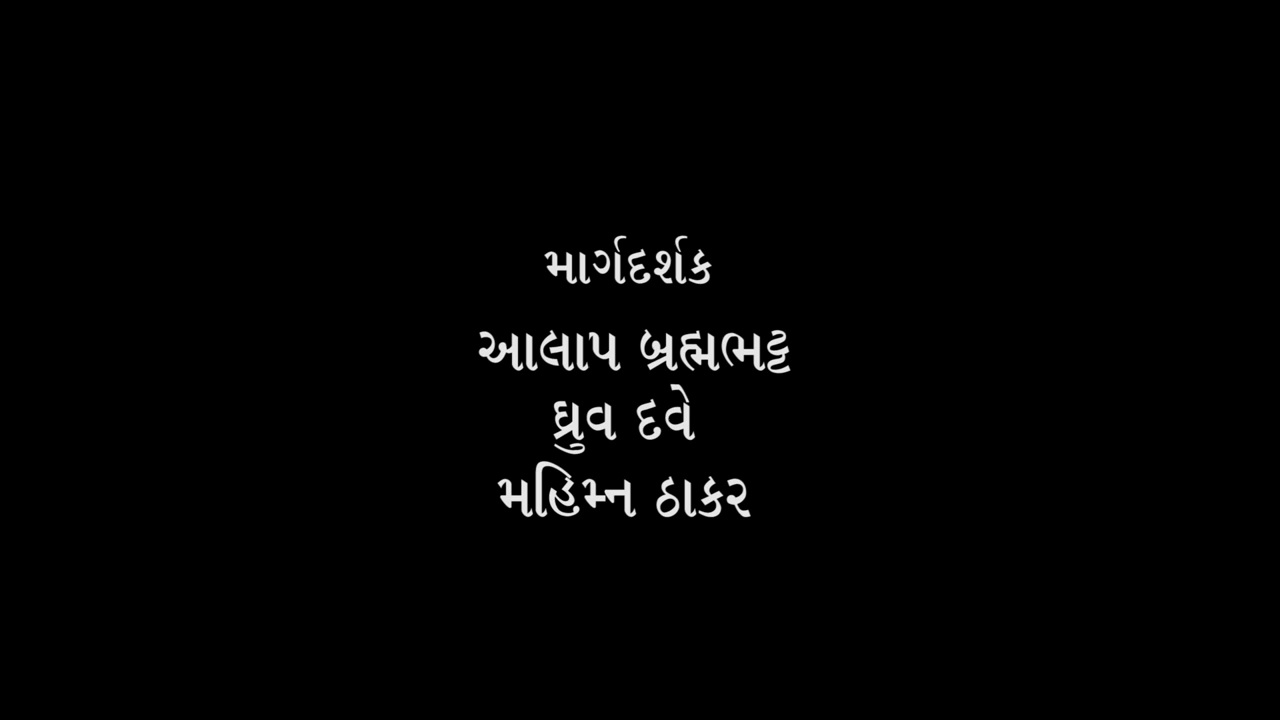 માર્ગદર્શક
આલાપ બ્રહ્મભટ્ટ
ધ્રુવ દવે
મહિમ્ન ઠાકર